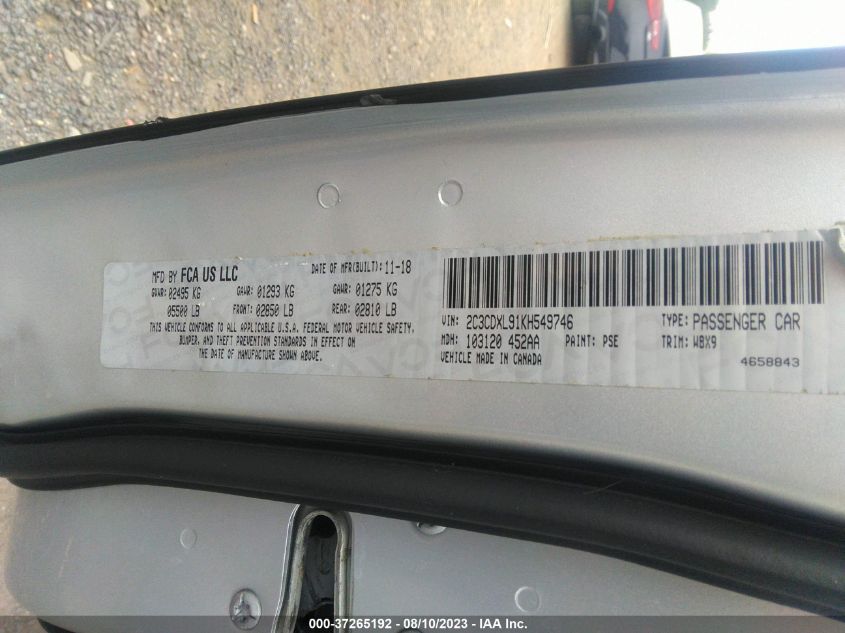 MFD BY FCA US LLC DATE OF MFR(BUILT): 11-18
GVWR: 02495 KG GAWR: 01293 KG GAWR: 01275 KG
05500 LB FRONT: 02850 LB REAR: 02810 LB
THIS VEHICLE CONFORMS TO ALL APPLICABLE U.S.A. FEDERAL MOTOR VEHICLE SAFETY,
BUMPER, AND THEFT PREVENTION STANDARDS IN EFFECT ON
THE DATE OF MANUFACTURE SHOWN ABOVE.
VIN: 2C3CDXL91KH549746 TYPE: PASSENGER CAR
MDH: 103120 452AA PAINT: PSE TRIM: WBX9
VEHICLE MADE IN CANADA 4658843
000-37265192 - 08/10/2023 - IAA Inc.